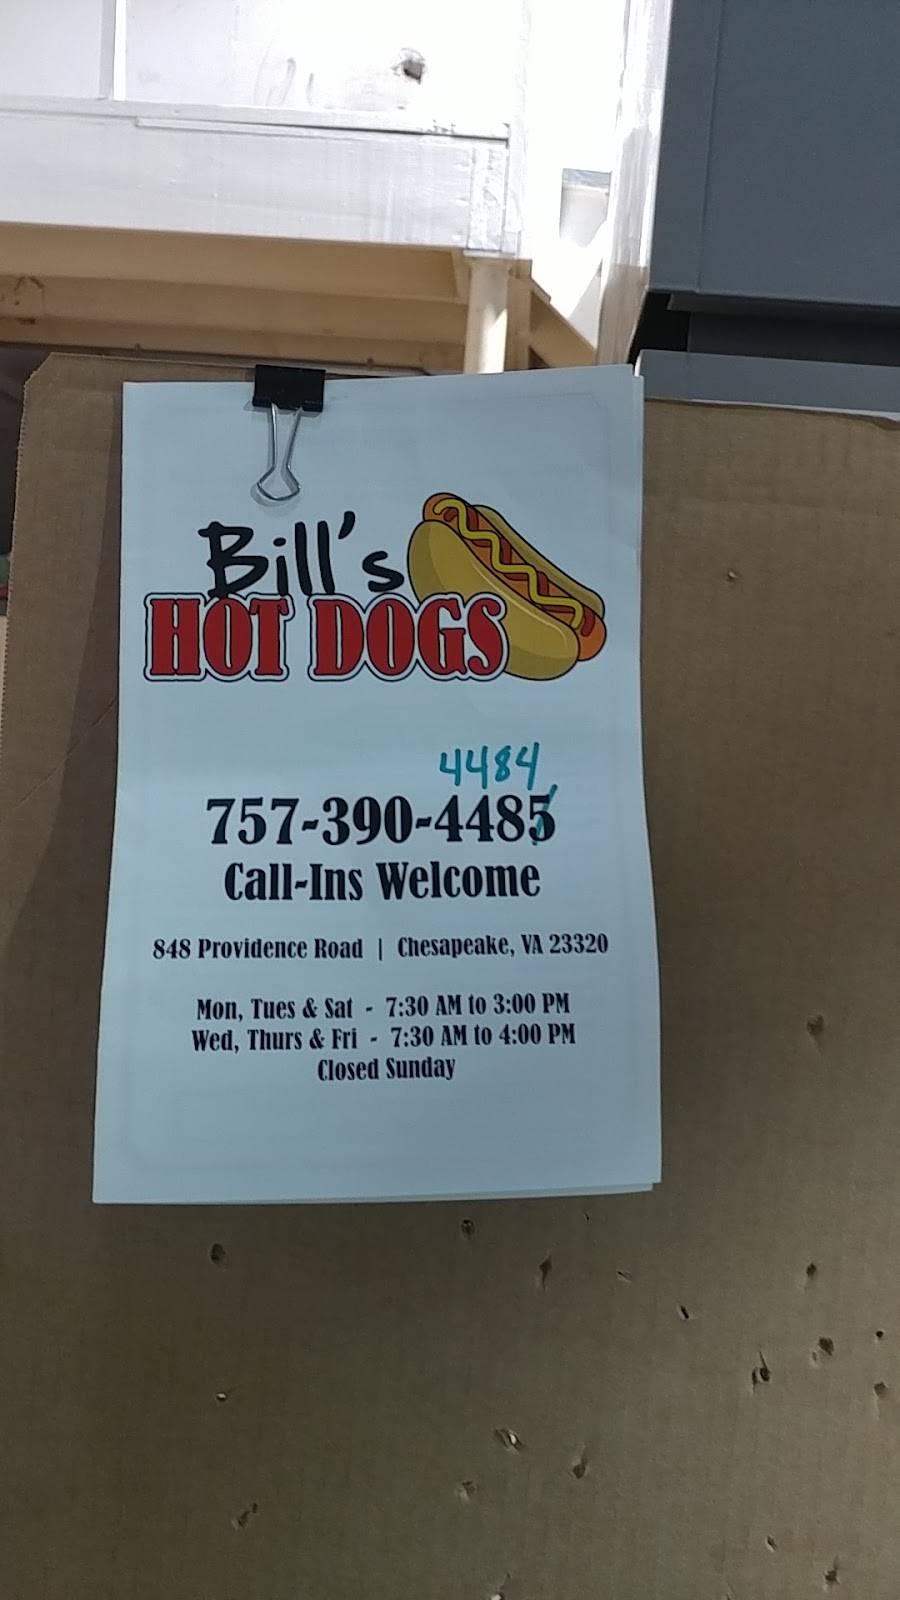 Bill's
HOT DOGS
4484
757-390-4485
Call-Ins Welcome
848 Providence Road | Chesapeake, VA 23320
Mon, Tues & Sat - 7:30 AM to 3:00 PM
Wed, Thurs & Fri - 7:30 AM to 4:00 PM
Closed Sunday